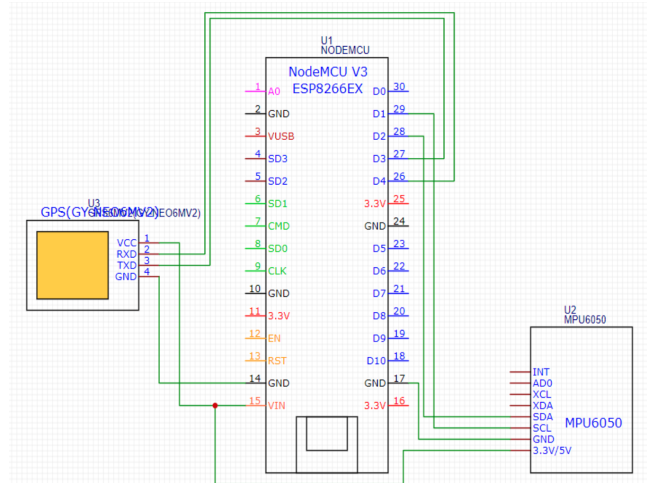 U1
NODEMCU
NodeMCU V3
ESP8266EX
1 A0
2 GND
3 VUSB
4 SD3
5 SD2
6 SD1
7 CMD
8 SD0
9 CLK
10 GND
11 3.3V
12 EN
13 RST
14 GND
15 VIN
D0 30
D1 29
D2 28
D3 27
D4 26
3.3V 25
GND 24
D5 23
D6 22
D7 21
D8 20
D9 19
D10 18
GND 17
3.3V 16
U3
VCC 1
RXD 2
TXD 3
GND 4
U2
MPU6050
INT
AD0
XCL
XDA
SDA
SCL
GND
3.3V/5V
MPU6050